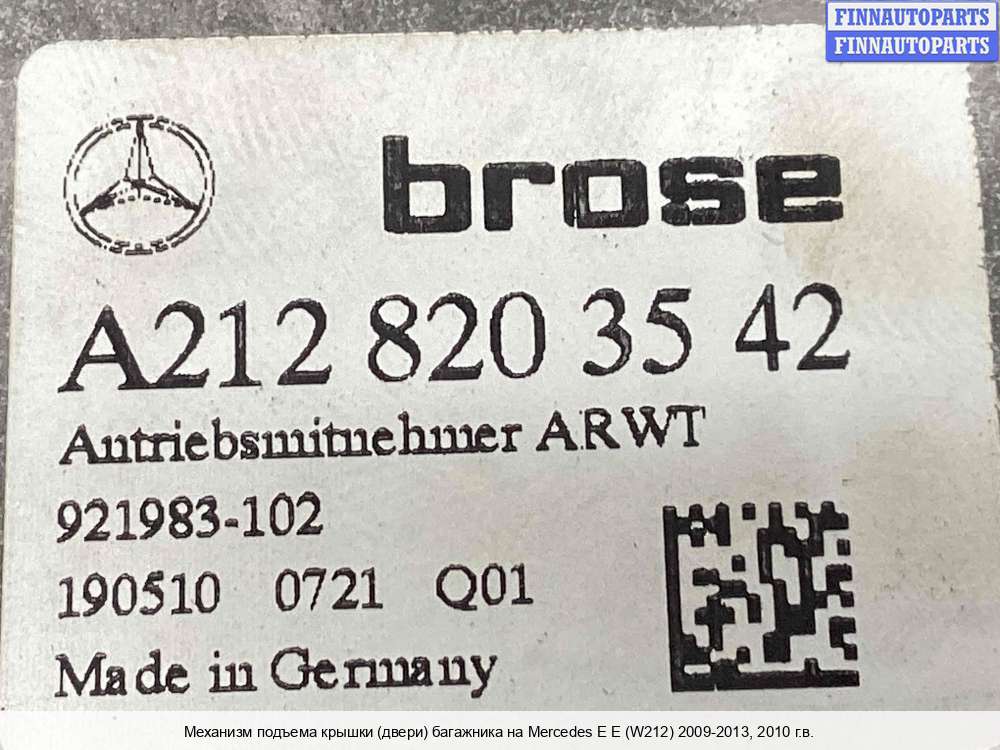 FINNAUTOPARTS
FINNAUTOPARTS
brose
A212 820 35 42
Antriebsmitnehmer ARWT
921983-102
190510 0721 Q01
Made in Germany
Механизм подъема крышки (двери) багажника на Mercedes E E (W212) 2009-2013, 2010 г.в.